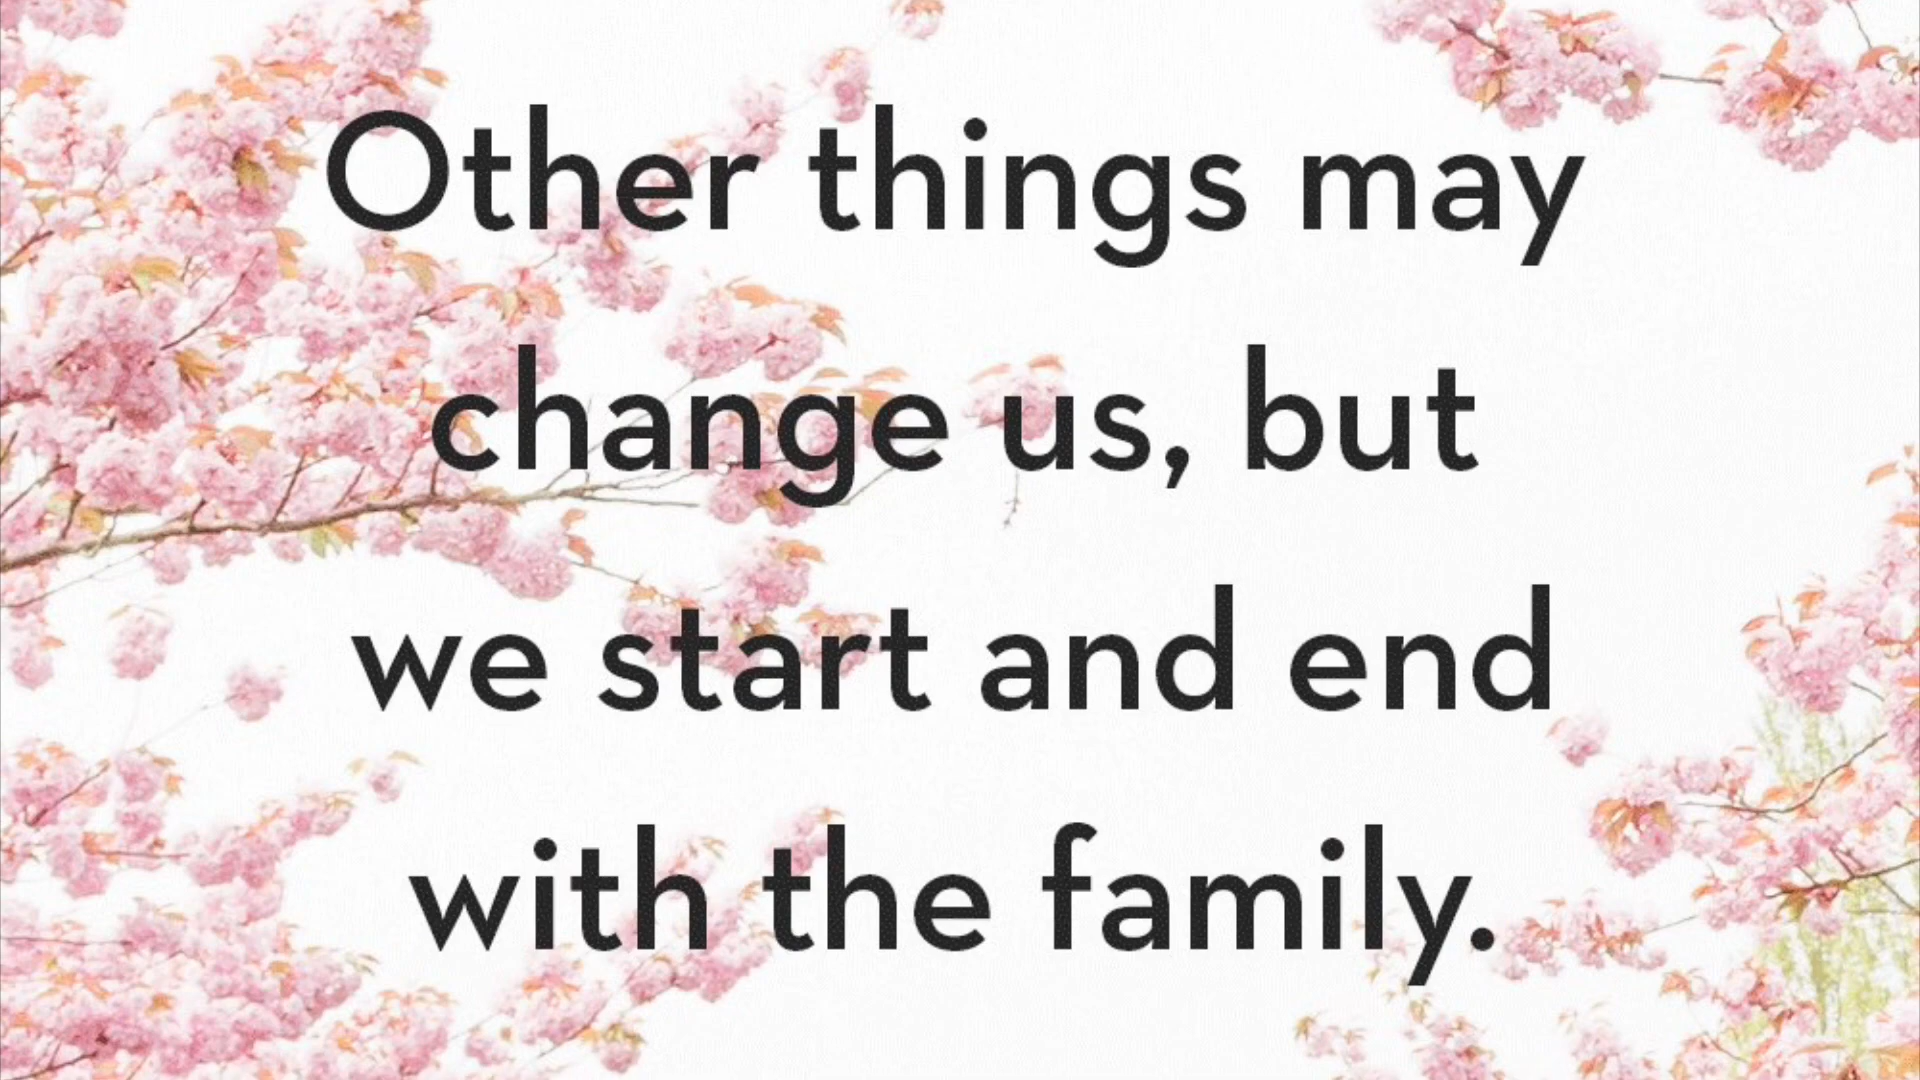 Other things may
change us, but
we start and end
with the family.